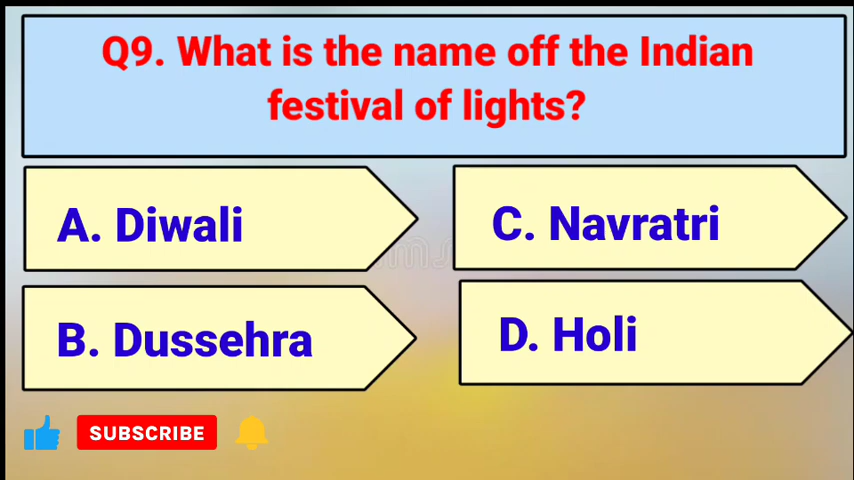 Q9. What is the name off the Indian
festival of lights?
A. Diwali
C. Navratri
B. Dussehra
D. Holi
SUBSCRIBE